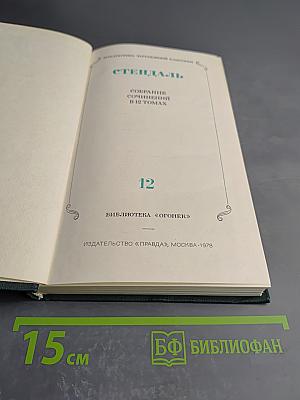 БИБЛИОТЕКА ЗАРУБЕЖНОЙ КЛАССИКИ
СТЕНДАЛЬ
СОБРАНИЕ
СОЧИНЕНИЙ
В 12 ТОМАХ
12
БИБЛИОТЕКА «ОГОНЕК»
ИЗДАТЕЛЬСТВО «ПРАВДА», МОСКВА · 1978
15 см
БФ БИБЛИОФАН